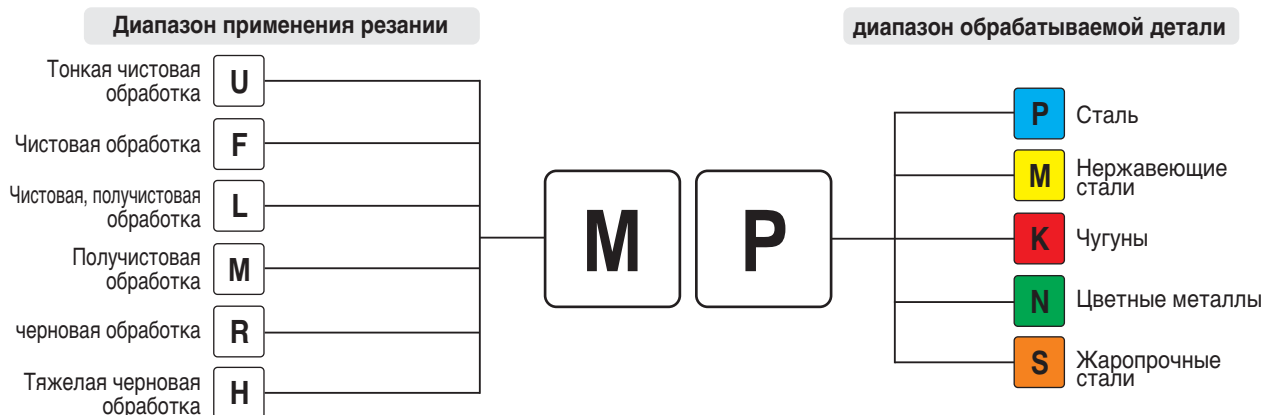 Диапазон применения резании
Тонкая чистовая
обработка
U
Чистовая обработка
F
Чистовая, получистовая
обработка
L
Получистовая
обработка
M
черновая обработка
R
Тяжелая черновая
обработка
H
M P
диапазон обрабатываемой детали
P Сталь
M Нержавеющие
стали
K Чугуны
N Цветные металлы
S Жаропрочные
стали